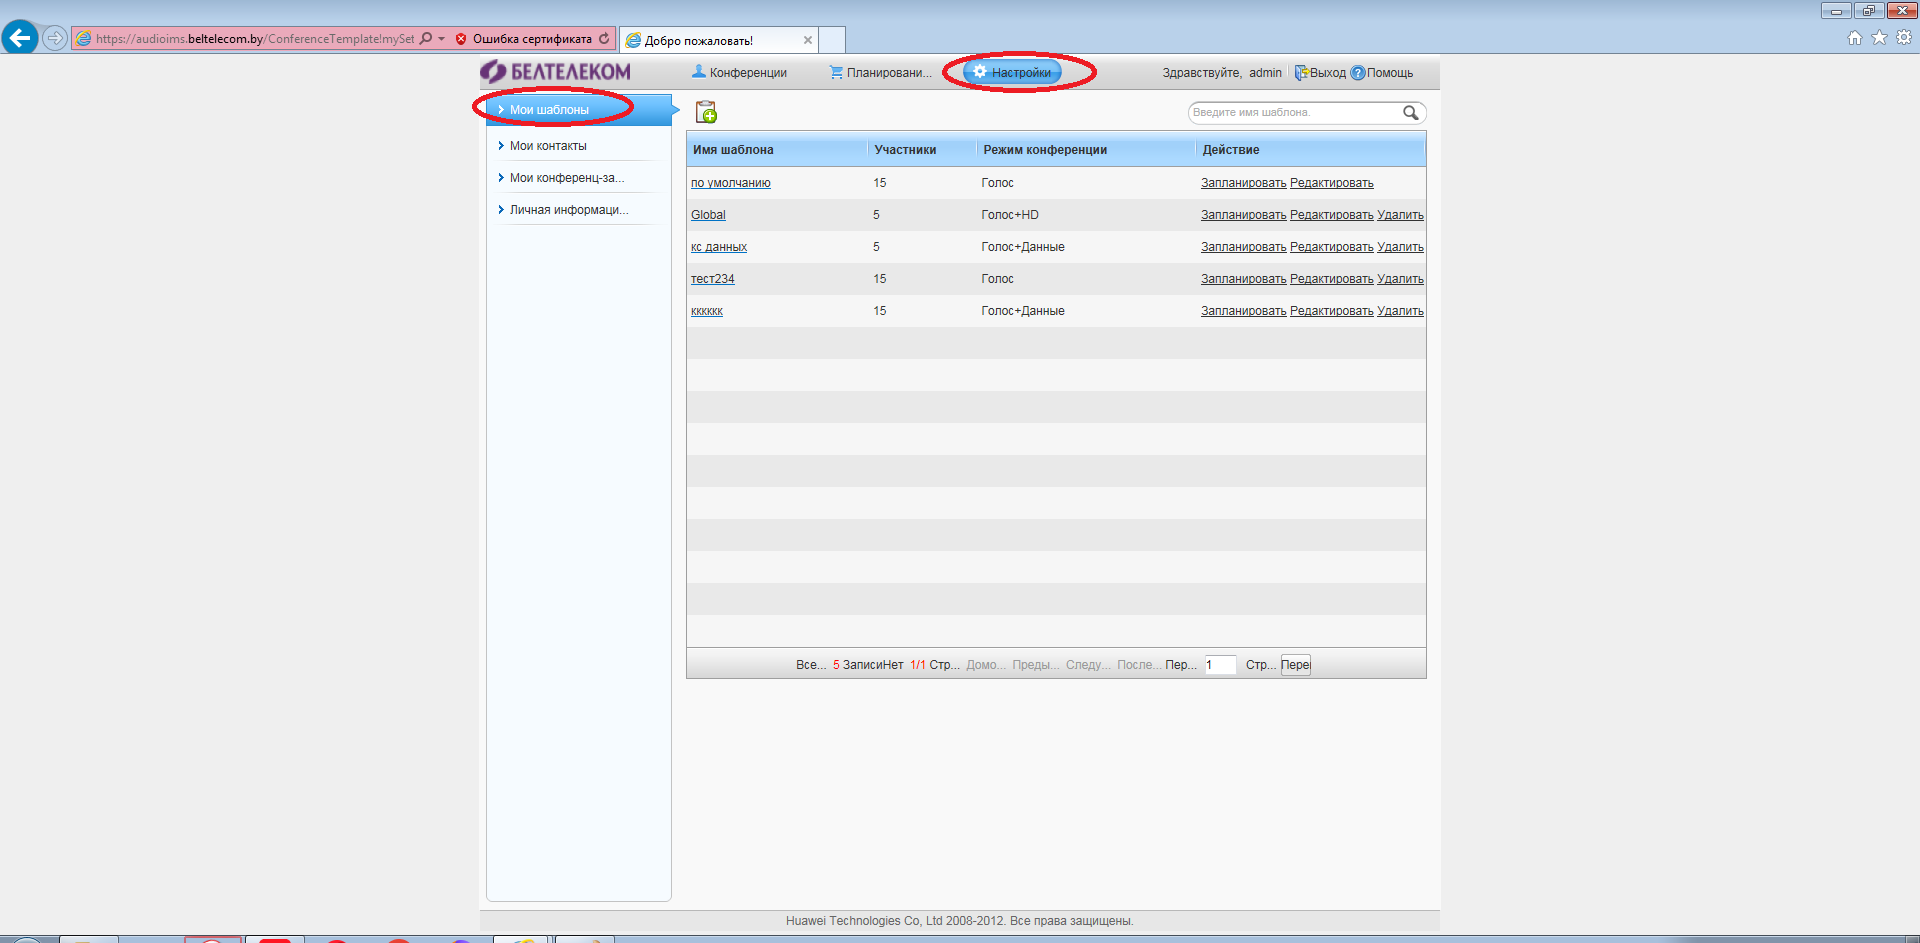 https://audioims.beltelecom.by/ConferenceTemplate!mySet Ошибка сертификата Добро пожаловать!
БЕЛТЕЛЕКОМ Конференции Планировани... Настройки Здравствуйте, admin Выход Помощь
Мои шаблоны
Мои контакты
Мои конференц-за...
Личная информаци...
Введите имя шаблона.
Имя шаблона Участники Режим конференции Действие
по умолчанию 15 Голос Запланировать Редактировать
Global 5 Голос+HD Запланировать Редактировать Удалить
кс данных 5 Голос+Данные Запланировать Редактировать Удалить
тест234 15 Голос Запланировать Редактировать Удалить
кккккк 15 Голос+Данные Запланировать Редактировать Удалить
Все... 5 ЗаписиНет 1/1 Стр... Домо... Преды... Следу... После... Пер... 1 Стр... Пере
Huawei Technologies Co, Ltd 2008-2012. Все права защищены.